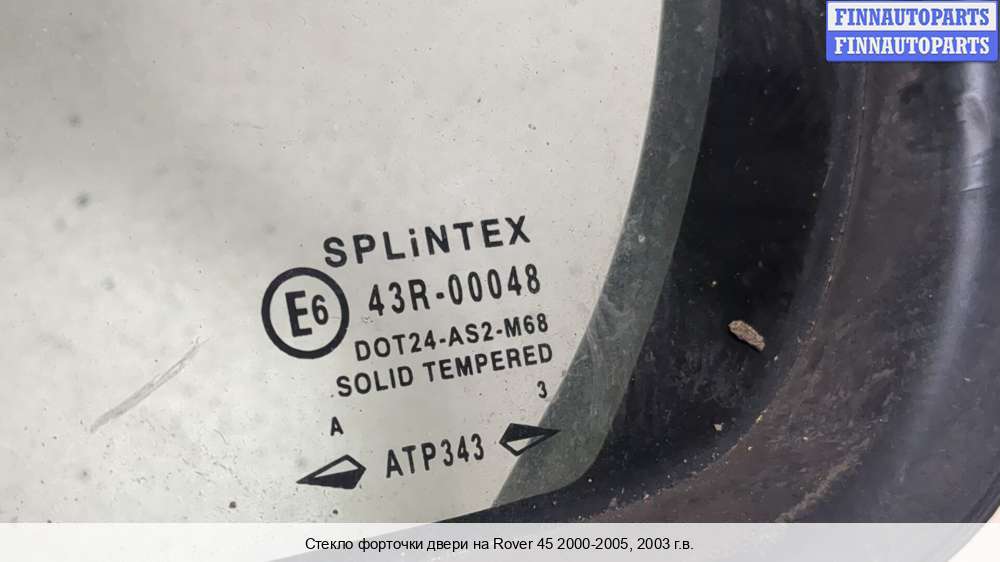 FINNAUTOPARTS
FINNAUTOPARTS
SPLiNTEX
E6 43R-00048
DOT24-AS2-M68
SOLID TEMPERED
A 3
ATP343
Стекло форточки двери на Rover 45 2000-2005, 2003 г.в.